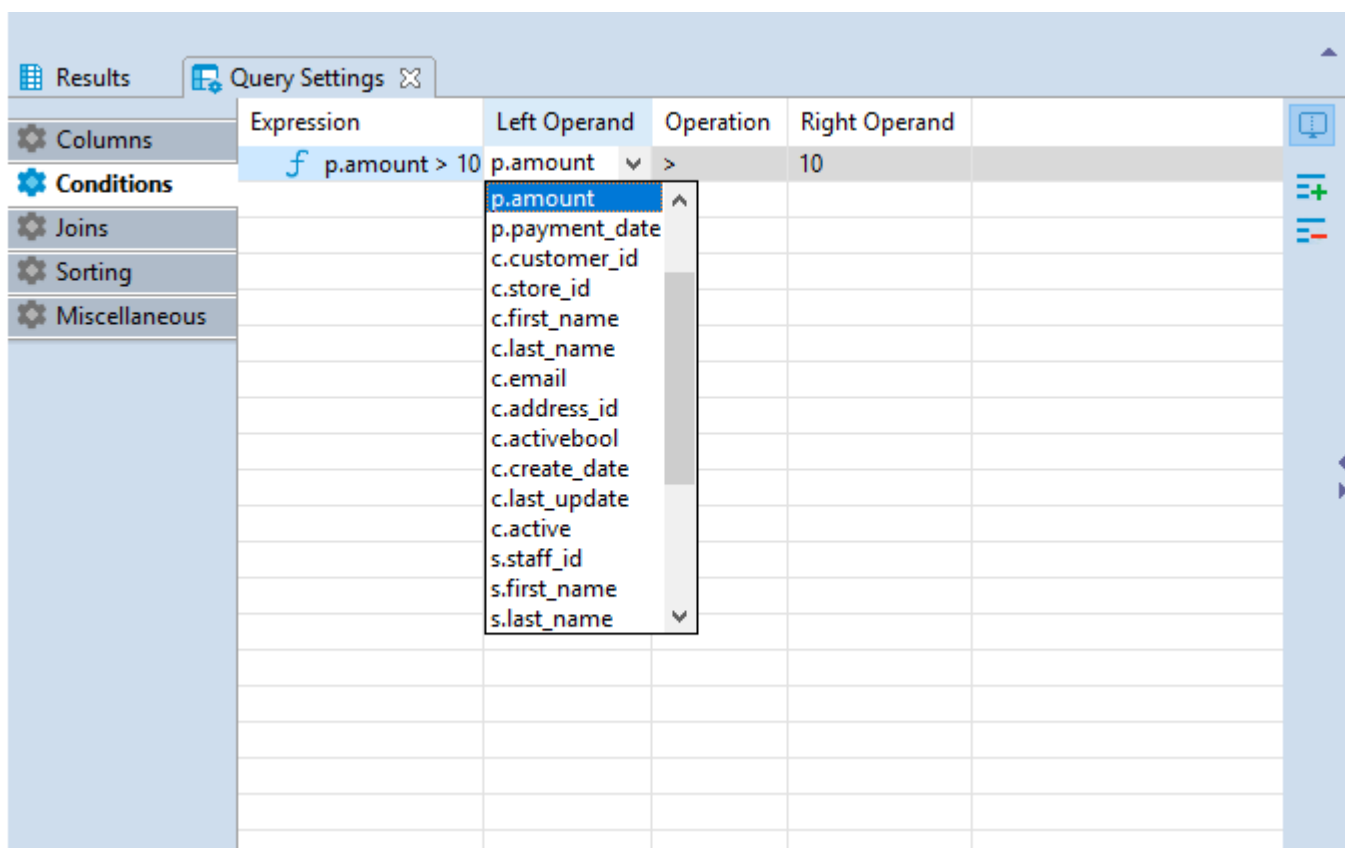 Results
Query Settings
Columns
Conditions
Joins
Sorting
Miscellaneous
Expression Left Operand Operation Right Operand
p.amount > 10 p.amount > 10
p.amount
p.payment_date
c.customer_id
c.store_id
c.first_name
c.last_name
c.email
c.address_id
c.activebool
c.create_date
c.last_update
c.active
s.staff_id
s.first_name
s.last_name